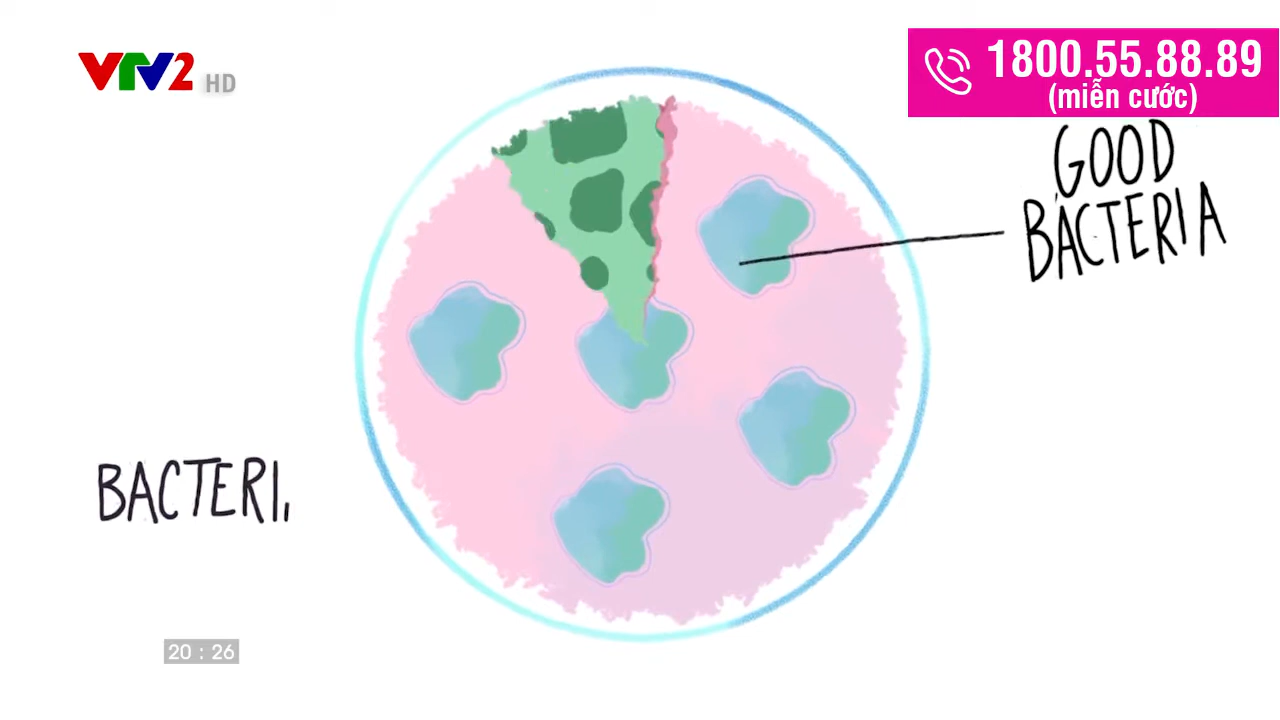 VTV2 HD
1800.55.88.89
(miễn cước)
GOOD
BACTERIA
BACTERI
20 : 26